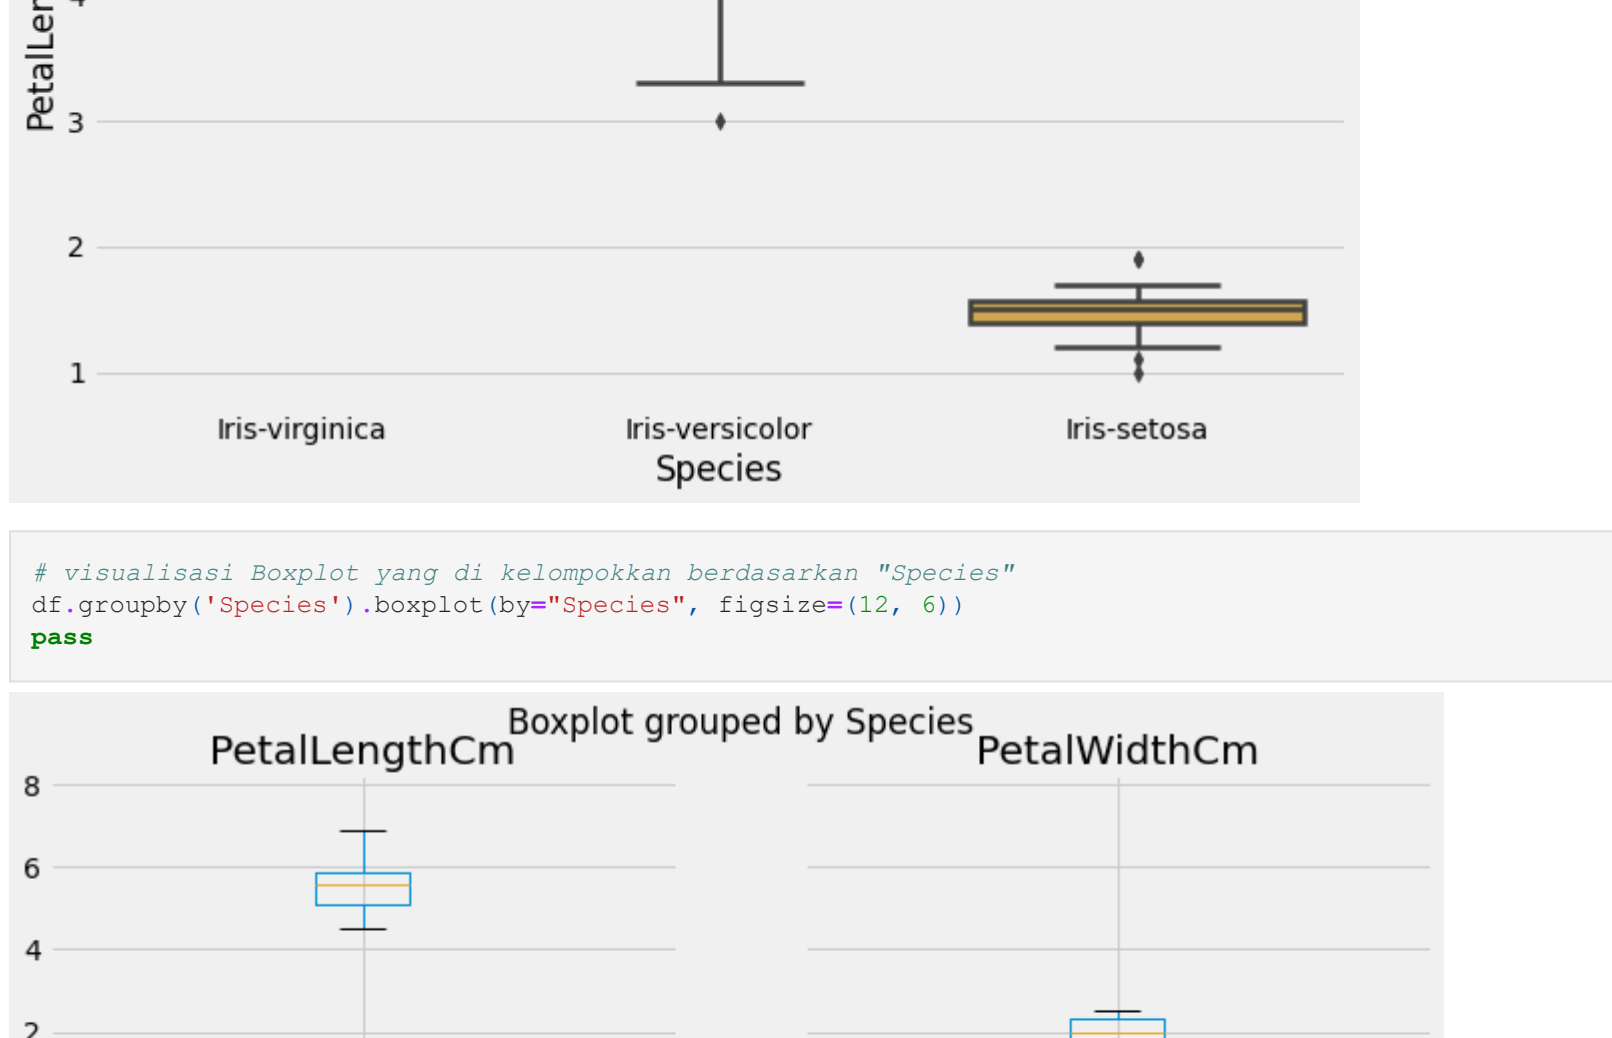 4
PetalLen
3
2
1
Iris-virginica Iris-versicolor Iris-setosa
Species
# visualisasi Boxplot yang di kelompokkan berdasarkan "Species"
df.groupby('Species').boxplot(by="Species", figsize=(12, 6))
pass
Boxplot grouped by Species
PetalLengthCm PetalWidthCm
8
6
4
2